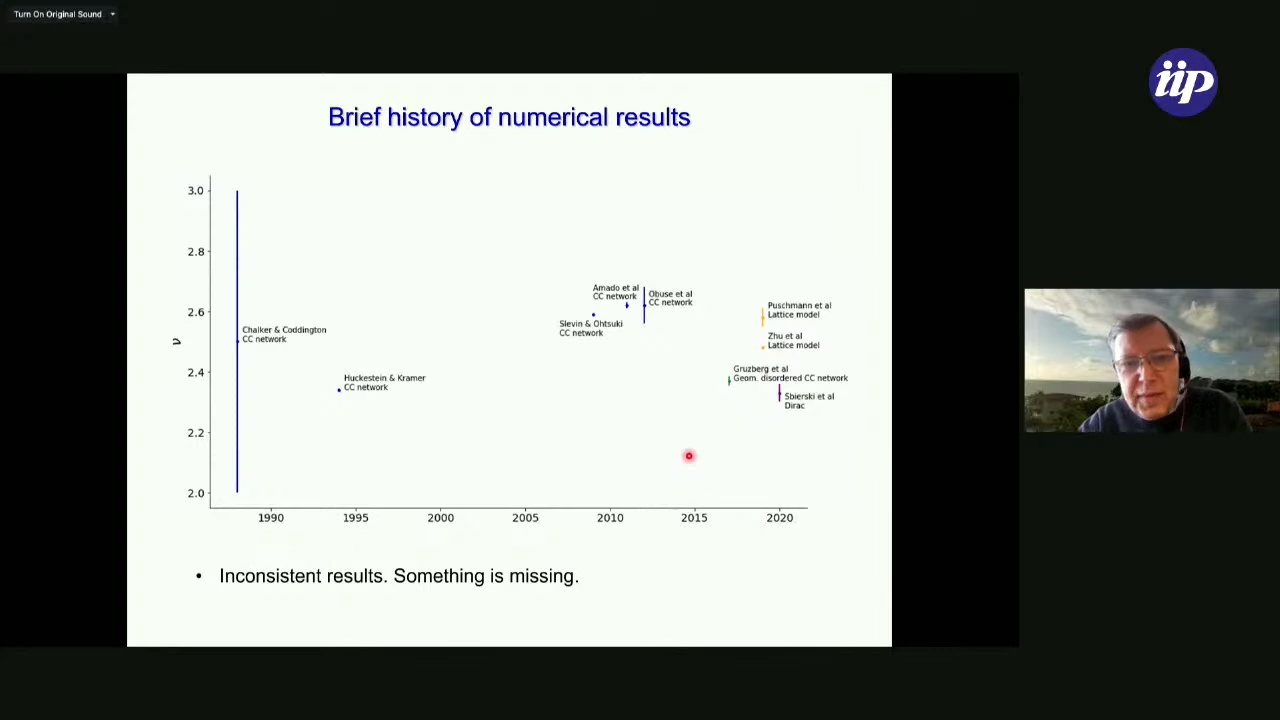 Turn On Original Sound
iip
Brief history of numerical results
3.0
2.8
2.6
2.4
2.2
2.0
ν
Chalker & Coddington
CC network
Huckestein & Kramer
CC network
Amado et al
CC network
Slevin & Ohtsuki
CC network
Obuse et al
CC network
Puschmann et al
Lattice model
Zhu et al
Lattice model
Gruzberg et al
Geom. disordered CC network
Sbierski et al
Dirac
1990 1995 2000 2005 2010 2015 2020
• Inconsistent results. Something is missing.